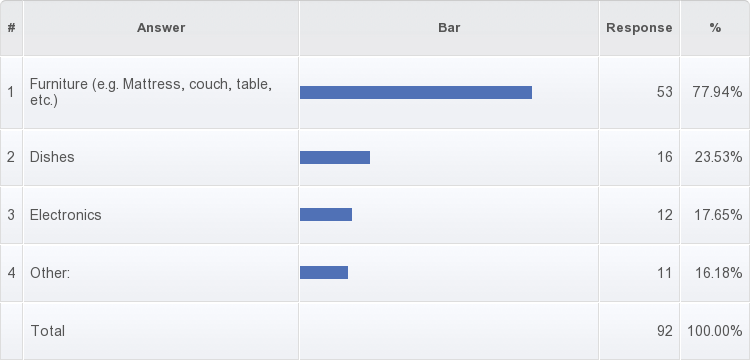 # Answer Bar Response %
1 Furniture (e.g. Mattress, couch, table, 53 77.94%
etc.)
2 Dishes 16 23.53%
3 Electronics 12 17.65%
4 Other: 11 16.18%
Total 92 100.00%